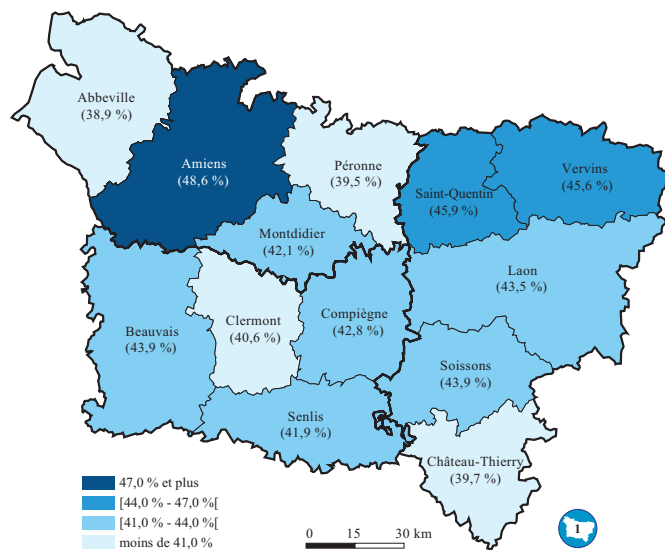 Abbeville
(38,9 %)
Amiens
(48,6 %)
Péronne
(39,5 %)
Saint-Quentin
(45,9 %)
Vervins
(45,6 %)
Montdidier
(42,1 %)
Laon
(43,5 %)
Beauvais
(43,9 %)
Clermont
(40,6 %)
Compiègne
(42,8 %)
Soissons
(43,9 %)
Senlis
(41,9 %)
Château-Thierry
(39,7 %)
47,0 % et plus
[44,0 % - 47,0 %[
[41,0 % - 44,0 %[
moins de 41,0 %
0 15 30 km
1